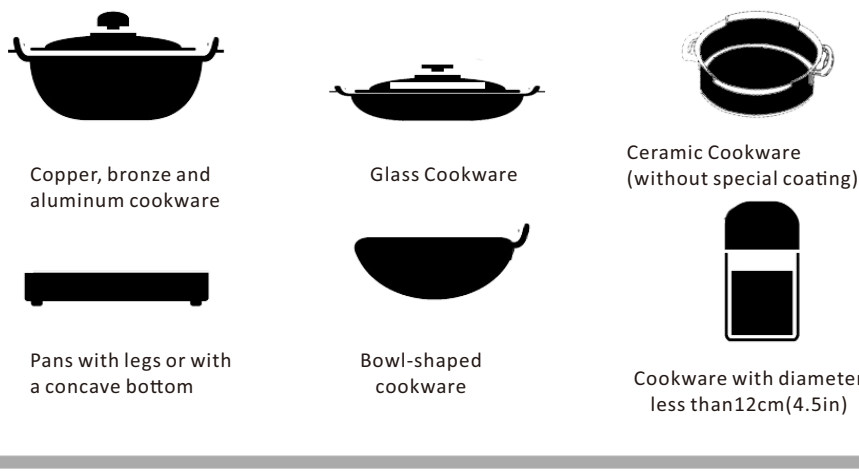 Copper, bronze and
aluminum cookware
Glass Cookware
Ceramic Cookware
(without special coating)
Pans with legs or with
a concave bottom
Bowl-shaped
cookware
Cookware with diameter
less than12cm(4.5in)